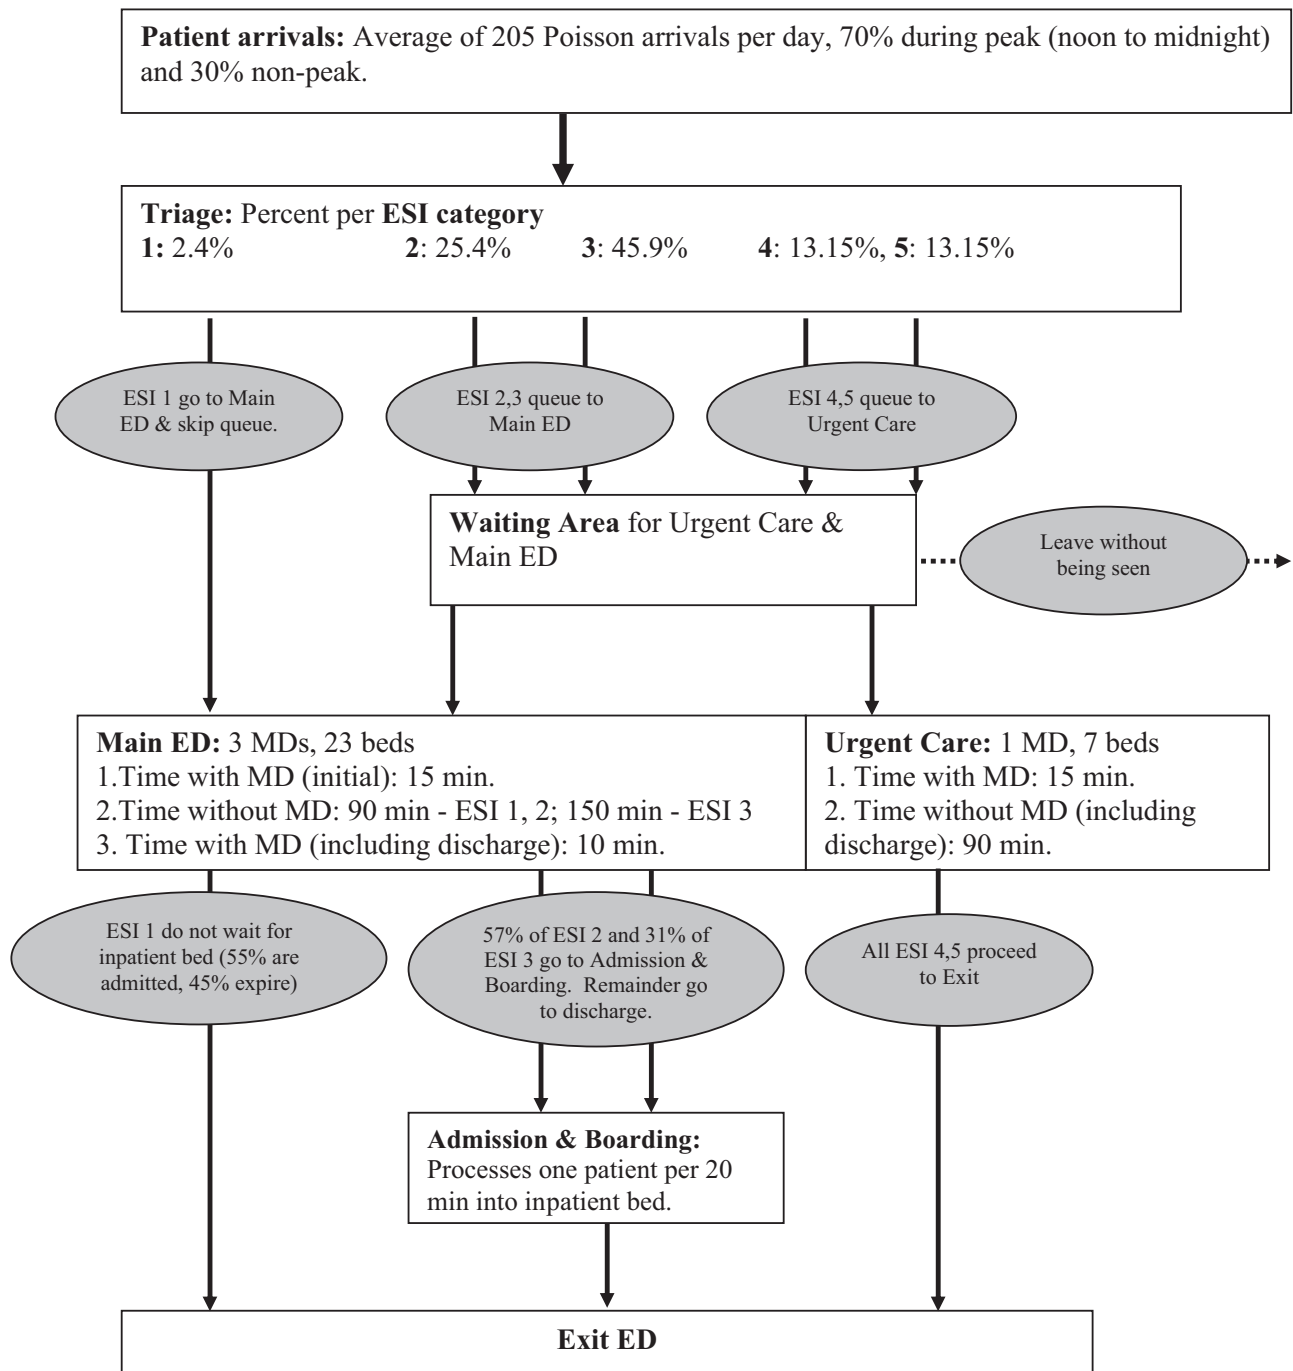 Patient arrivals: Average of 205 Poisson arrivals per day, 70% during peak (noon to midnight)
and 30% non-peak.
Triage: Percent per ESI category
1: 2.4% 2: 25.4% 3: 45.9% 4: 13.15%, 5: 13.15%
ESI 1 go to Main
ED & skip queue.
ESI 2,3 queue to
Main ED
ESI 4,5 queue to
Urgent Care
Waiting Area for Urgent Care &
Main ED
Leave without
being seen
Main ED: 3 MDs, 23 beds
1.Time with MD (initial): 15 min.
2.Time without MD: 90 min - ESI 1, 2; 150 min - ESI 3
3. Time with MD (including discharge): 10 min.
Urgent Care: 1 MD, 7 beds
1. Time with MD: 15 min.
2. Time without MD (including
discharge): 90 min.
ESI 1 do not wait for
inpatient bed (55% are
admitted, 45% expire)
57% of ESI 2 and 31% of
ESI 3 go to Admission &
Boarding. Remainder go
to discharge.
All ESI 4,5 proceed
to Exit
Admission & Boarding:
Processes one patient per 20
min into inpatient bed.
Exit ED